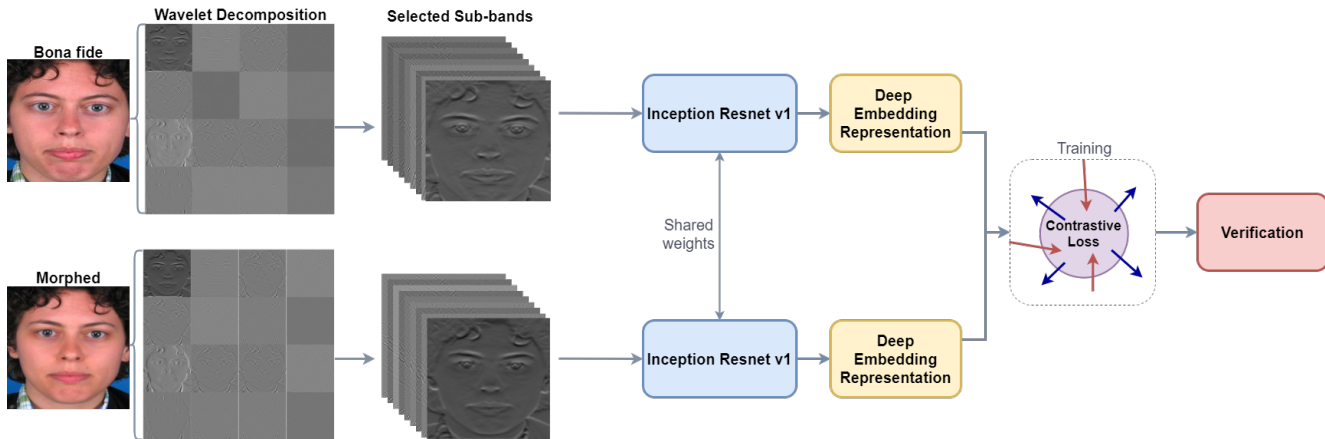 Wavelet Decomposition
Selected Sub-bands
Bona fide
Inception Resnet v1
Deep
Embedding
Representation
Training
Contrastive
Loss
Verification
Shared
weights
Morphed
Inception Resnet v1
Deep
Embedding
Representation